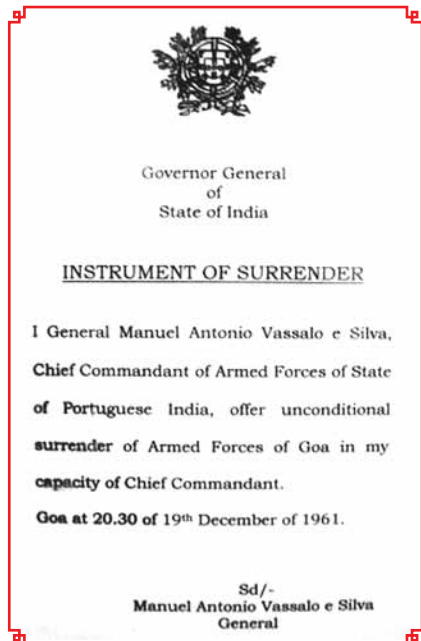 Governor General
of
State of India
INSTRUMENT OF SURRENDER
I General Manuel Antonio Vassalo e Silva,
Chief Commandant of Armed Forces of State
of Portuguese India, offer unconditional
surrender of Armed Forces of Goa in my
capacity of Chief Commandant.
Goa at 20.30 of 19th December of 1961.
Sd/-
Manuel Antonio Vassalo e Silva
General